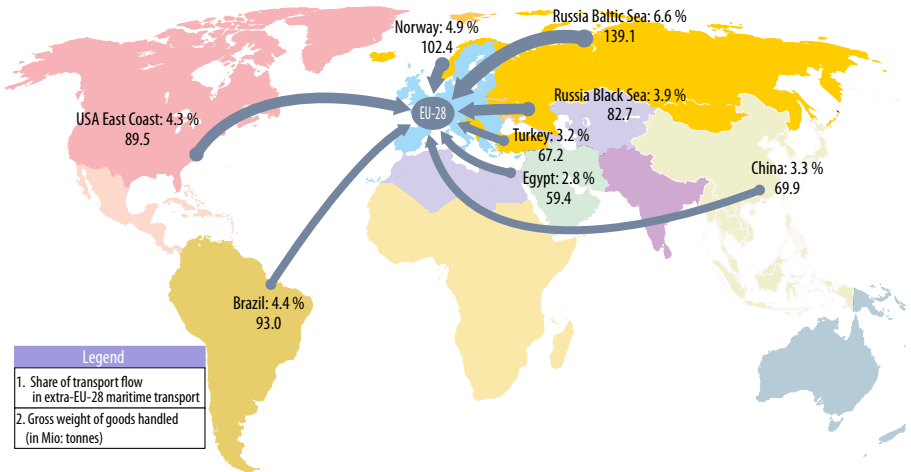 Norway: 4.9 %
102.4
Russia Baltic Sea: 6.6 %
139.1
USA East Coast: 4.3 %
89.5
EU-28
Russia Black Sea: 3.9 %
82.7
Turkey: 3.2 %
67.2
Egypt: 2.8 %
59.4
China: 3.3 %
69.9
Brazil: 4.4 %
93.0
Legend
1. Share of transport flow
in extra-EU-28 maritime transport
2. Gross weight of goods handled
(in Mio: tonnes)